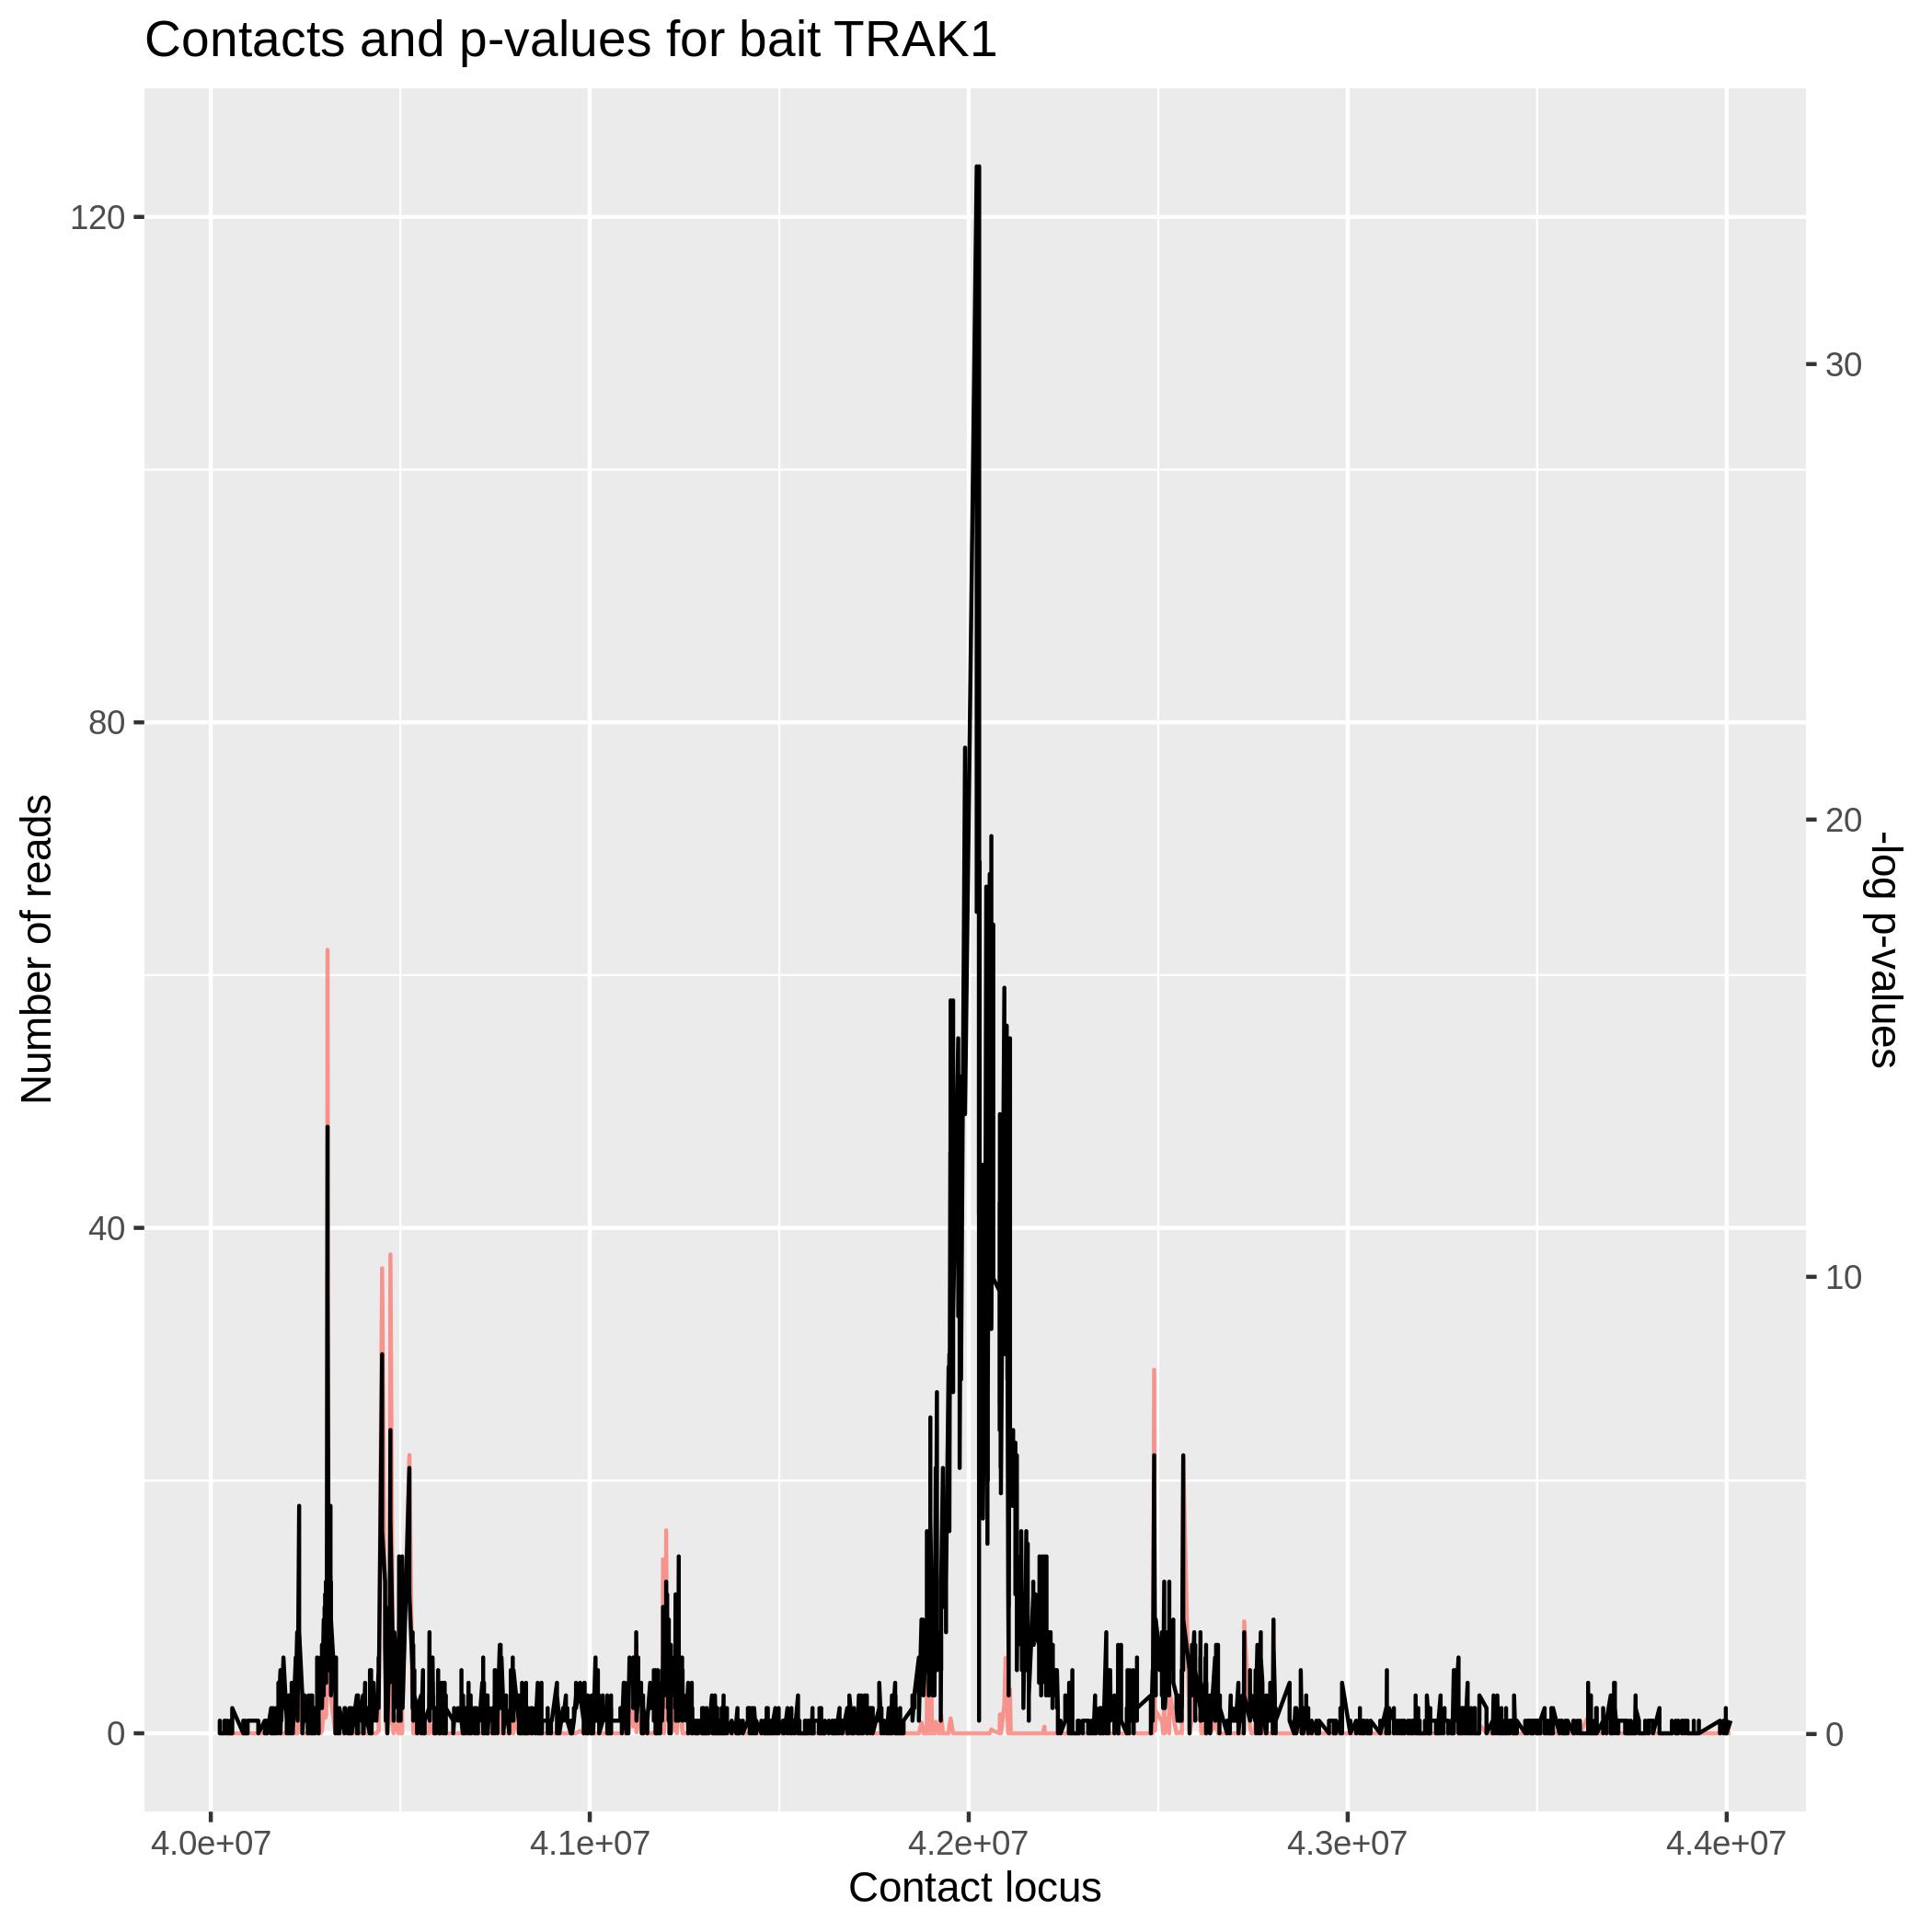 Contacts and p-values for bait TRAK1
120
80
40
0
Number of reads
30
20
10
0
-log p-values
4.0e+07
4.1e+07
4.2e+07
4.3e+07
4.4e+07
Contact locus